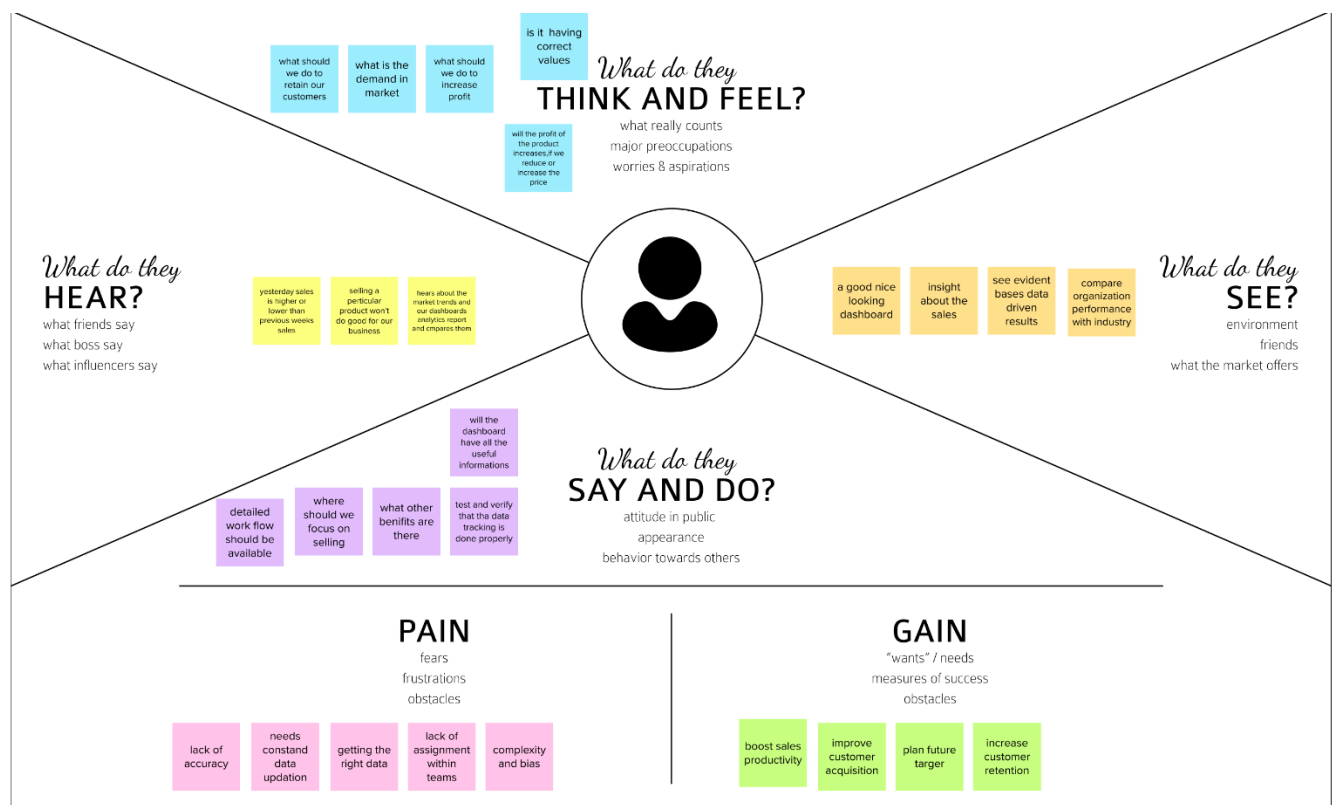 is it  having
correct
values
what should
we do to
retain our
customers
what is the
demand in
market
what should
we do to
increase
profit
What do they
THINK AND FEEL?
what really counts
major preoccupations
worries & aspirations
will the profit of
the product
increases,if we
reduce or
increase the
price
What do they
HEAR?
what friends say
what boss say
what influencers say
yesterday sales
is higher or
lower than
previous weeks
sales
selling a
perticular
product won't
do good for our
business
hears about the
market trends and
our dashboards
analytics report
and cmpares them
a good nice
looking
dashboard
insight
about the
sales
see evident
bases data
driven
results
compare
organization
performance
with industry
What do they
SEE?
environment
friends
what the market offers
will the
dashboard
have all the
useful
informations
What do they
SAY AND DO?
attitude in public
appearance
behavior towards others
detailed
work flow
should be
available
where
should we
focus on
selling
what other
benifits are
there
test and verify
that tha data
tracking is
done properly
PAIN
fears
frustrations
obstacles
lack of
accuracy
needs
constand
data
updation
getting the
right data
lack of
assignment
within
teams
complexity
and bias
GAIN
“wants” / needs
measures of success
obstacles
boost sales
productivity
improve
customer
acquisition
plan future
targer
increase
customer
retention